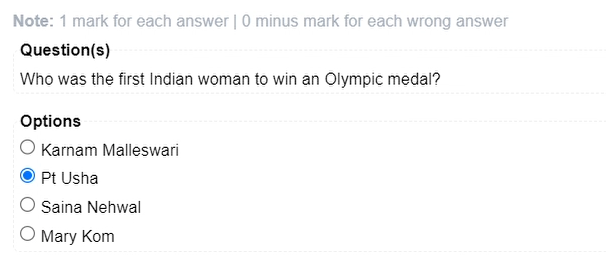 Note: 1 mark for each answer | 0 minus mark for each wrong answer
Question(s)
Who was the first Indian woman to win an Olympic medal?
Options
Karnam Malleswari
Pt Usha
Saina Nehwal
Mary Kom